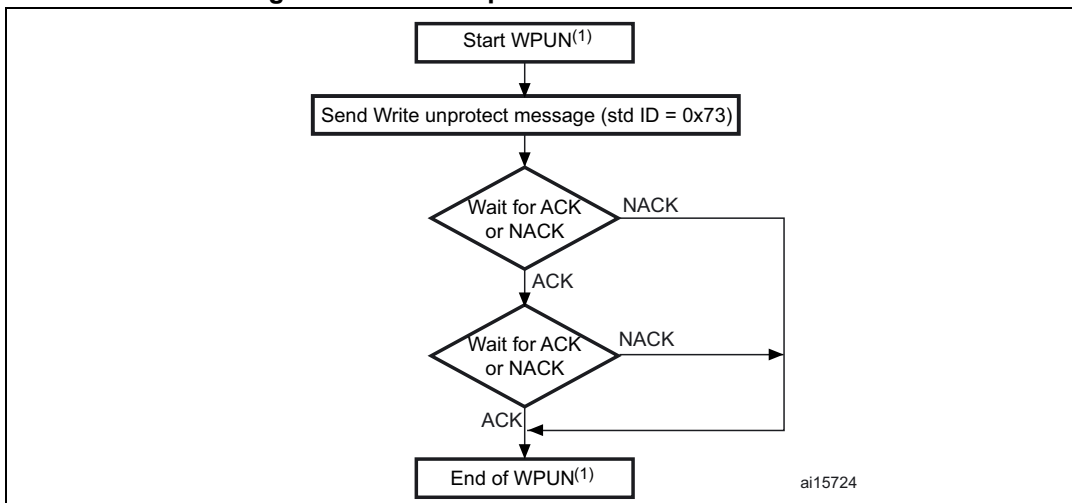 Start WPUN(1)
Send Write unprotect message (std ID = 0x73)
Wait for ACK
or NACK
NACK
ACK
Wait for ACK
or NACK
NACK
ACK
End of WPUN(1)
ai15724